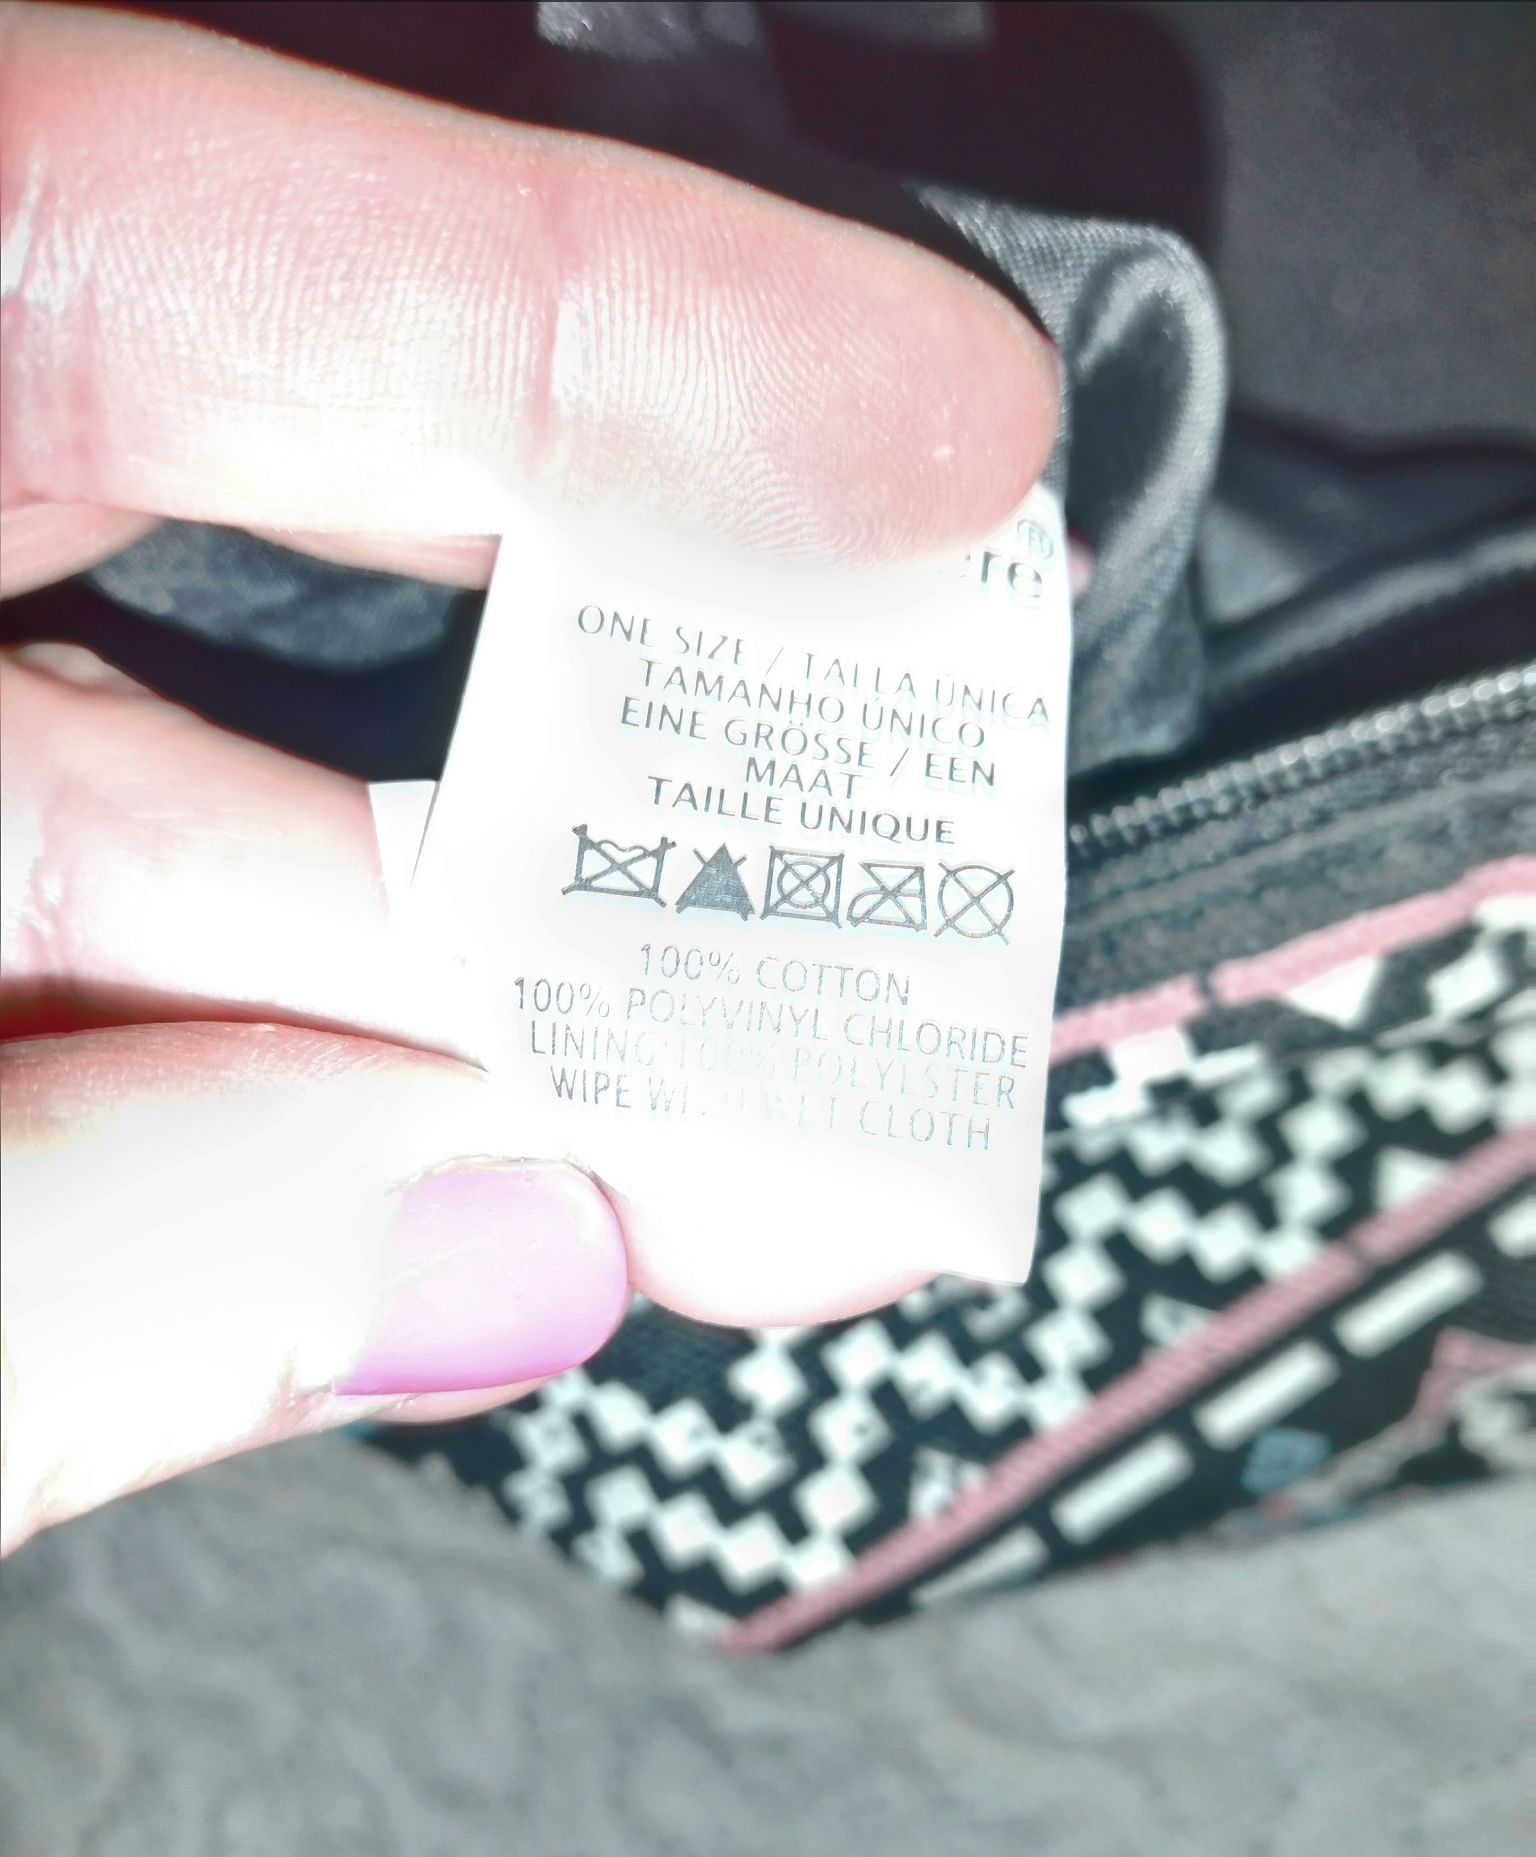 ®
re
ONE SIZE / TALLA ÚNICA
TAMANHO ÚNICO
EINE GRÖSSE / EEN
MAAT
TAILLE UNIQUE
100% COTTON
100% POLYVINYL CHLORIDE
LINING 100% POLYESTER
WIPE WITH WET CLOTH